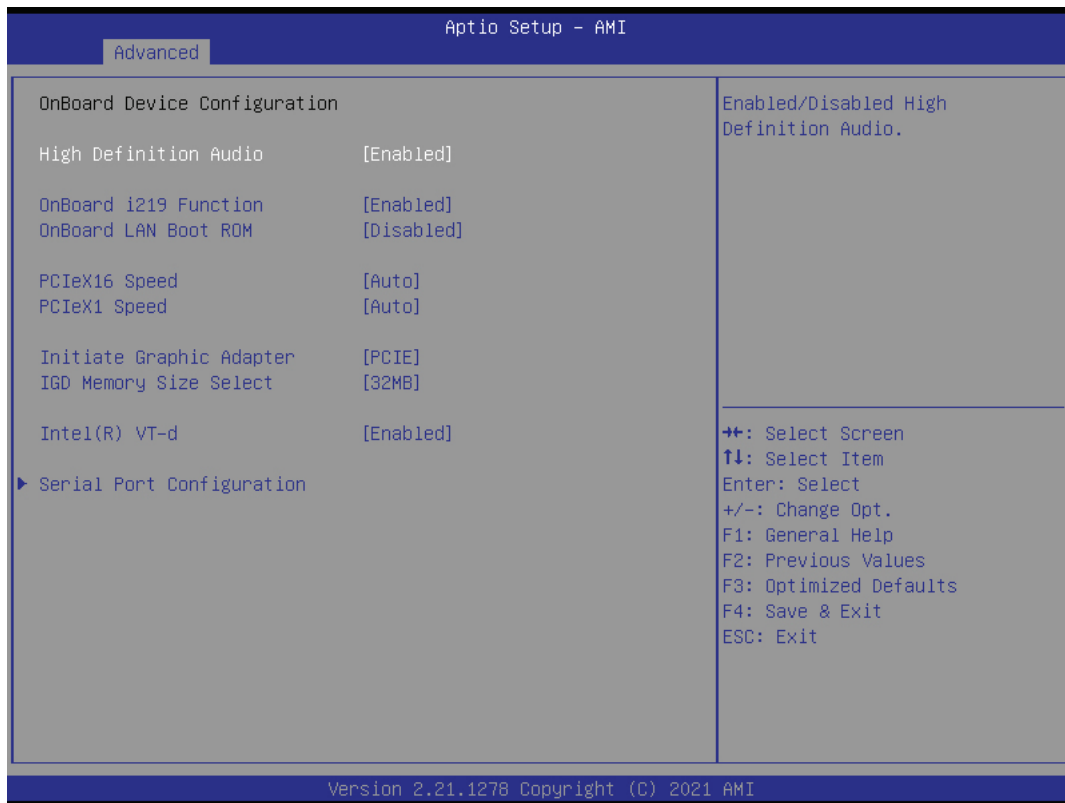 Aptio Setup – AMI
Advanced
OnBoard Device Configuration
High Definition Audio [Enabled]
OnBoard i219 Function [Enabled]
OnBoard LAN Boot ROM [Disabled]
PCIeX16 Speed [Auto]
PCIeX1 Speed [Auto]
Initiate Graphic Adapter [PCIE]
IGD Memory Size Select [32MB]
Intel(R) VT-d [Enabled]
▶ Serial Port Configuration
Enabled/Disabled High
Definition Audio.
→←: Select Screen
↑↓: Select Item
Enter: Select
+/-: Change Opt.
F1: General Help
F2: Previous Values
F3: Optimized Defaults
F4: Save & Exit
ESC: Exit
Version 2.21.1278 Copyright (C) 2021 AMI